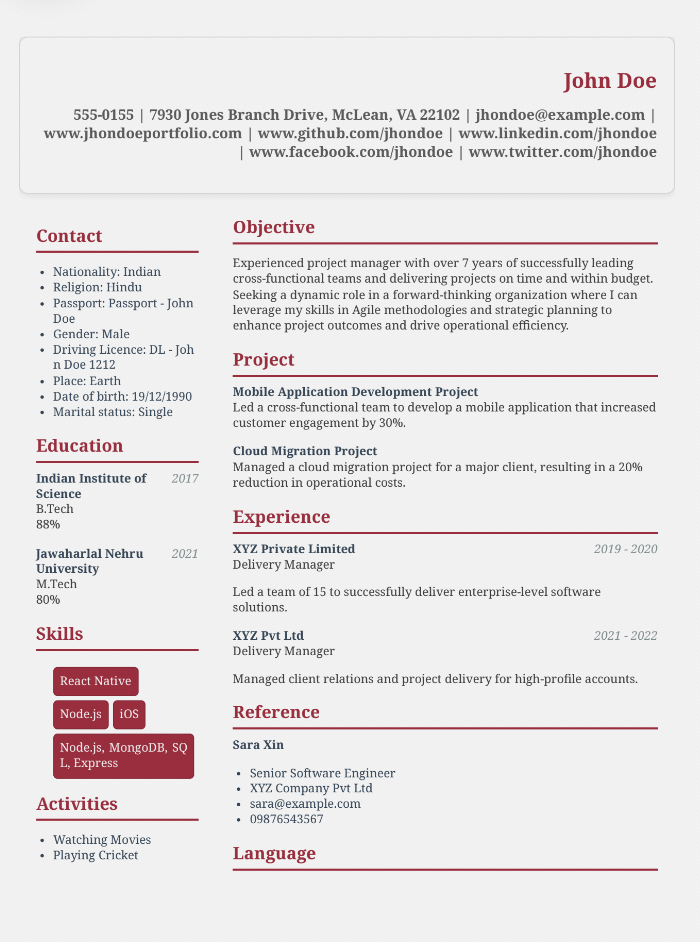 John Doe
555-0155 | 7930 Jones Branch Drive, McLean, VA 22102 | jhondoe@example.com |
www.jhondoeportfolio.com | www.github.com/jhondoe | www.linkedin.com/jhondoe
| www.facebook.com/jhondoe | www.twitter.com/jhondoe
Contact
• Nationality: Indian
• Religion: Hindu
• Passport: Passport - John
Doe
• Gender: Male
• Driving Licence: DL - Joh
n Doe 1212
• Place: Earth
• Date of birth: 19/12/1990
• Marital status: Single
Education
Indian Institute of 2017
Science
B.Tech
88%
Jawaharlal Nehru 2021
University
M.Tech
80%
Skills
React Native
Node.js iOS
Node.js, MongoDB, SQ
L, Express
Activities
• Watching Movies
• Playing Cricket
Objective
Experienced project manager with over 7 years of successfully leading
cross-functional teams and delivering projects on time and within budget.
Seeking a dynamic role in a forward-thinking organization where I can
leverage my skills in Agile methodologies and strategic planning to
enhance project outcomes and drive operational efficiency.
Project
Mobile Application Development Project
Led a cross-functional team to develop a mobile application that increased
customer engagement by 30%.
Cloud Migration Project
Managed a cloud migration project for a major client, resulting in a 20%
reduction in operational costs.
Experience
XYZ Private Limited 2019 - 2020
Delivery Manager
Led a team of 15 to successfully deliver enterprise-level software
solutions.
XYZ Pvt Ltd 2021 - 2022
Delivery Manager
Managed client relations and project delivery for high-profile accounts.
Reference
Sara Xin
• Senior Software Engineer
• XYZ Company Pvt Ltd
• sara@example.com
• 09876543567
Language